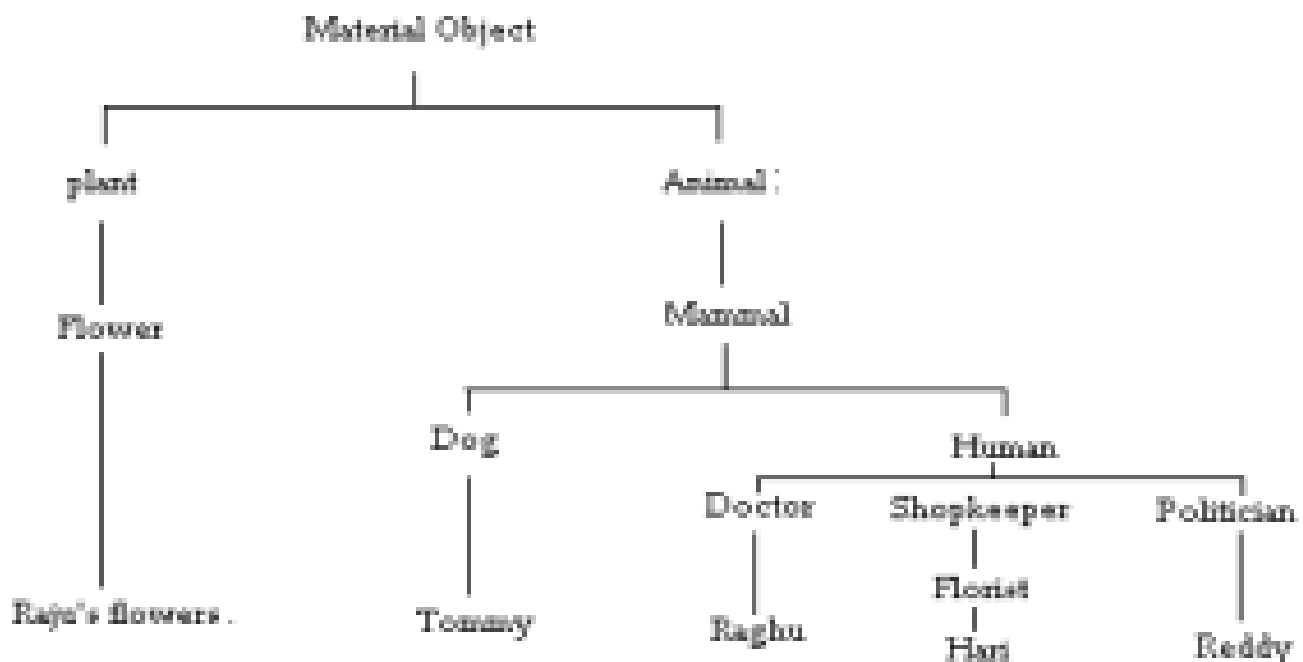 Material Object
plant Animal :
Flower Mammal
Dog Human
Doctor Shopkeeper Politician
Florist
Raju's flowers . Tommy Raghu Hari Reddy